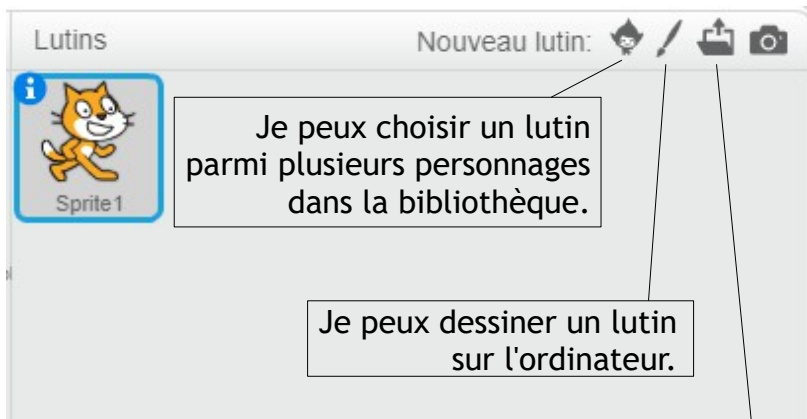 Lutins
Nouveau lutin:
Sprite1
Je peux choisir un lutin
parmi plusieurs personnages
dans la bibliothèque.
Je peux dessiner un lutin
sur l'ordinateur.